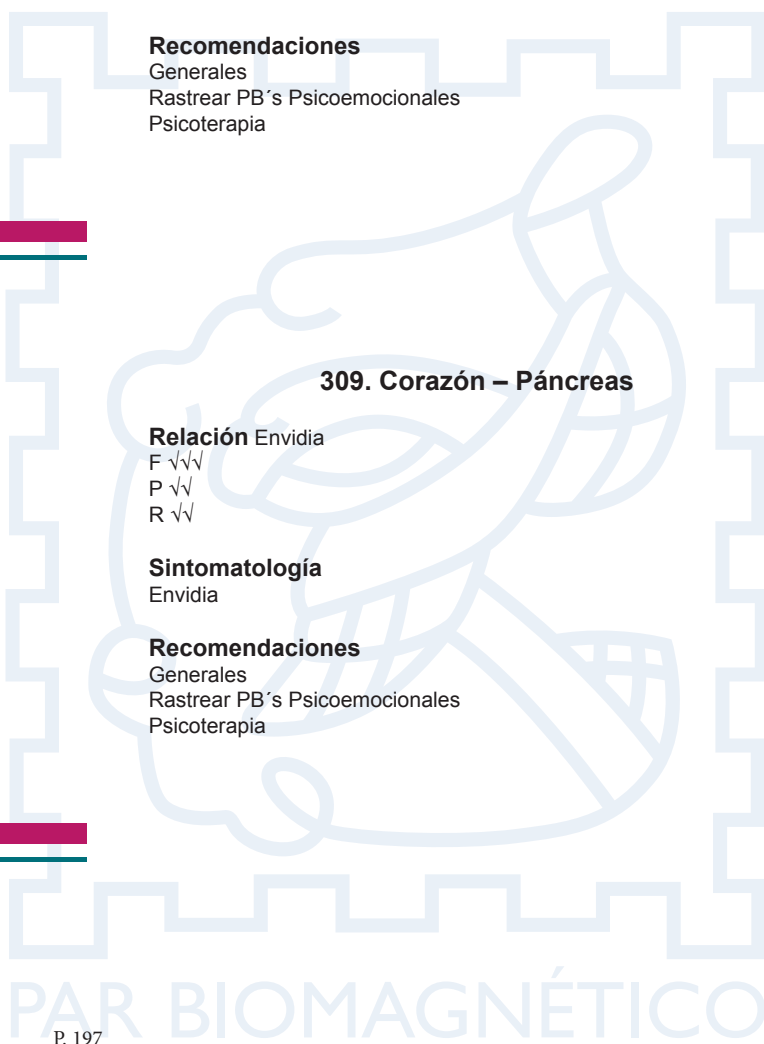 Recomendaciones
Generales
Rastrear PB´s Psicoemocionales
Psicoterapia
309. Corazón – Páncreas
Relación Envidia
F √√√
P √√
R √√
Sintomatología
Envidia
Recomendaciones
Generales
Rastrear PB´s Psicoemocionales
Psicoterapia
PAR BIOMAGNÉTICO
P. 197